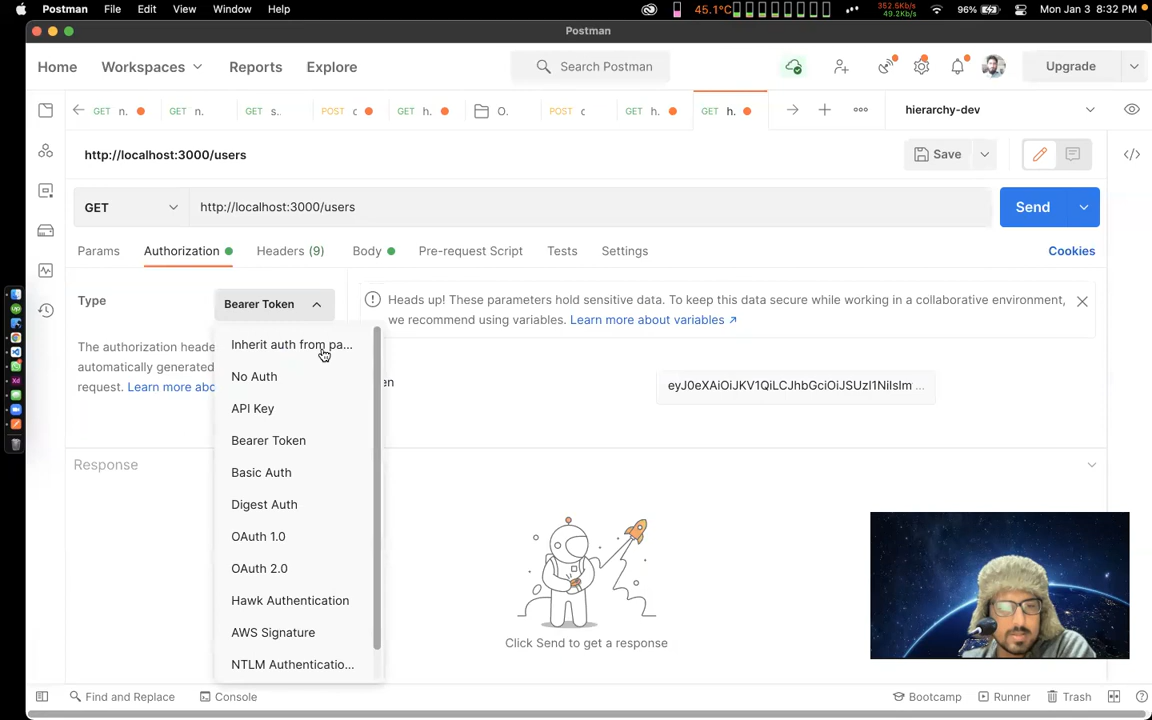 Postman File Edit View Window Help 45.1°C 352.5Kb/s 49.2Kb/s 96% Mon Jan 3 8:32 PM
Postman
Home Workspaces Reports Explore Search Postman Upgrade
GET n. GET n. GET s.. POST c GET h. O. POST c GET h. GET h. hierarchy-dev
http://localhost:3000/users Save
GET http://localhost:3000/users Send
Params Authorization Headers (9) Body Pre-request Script Tests Settings Cookies
Type Bearer Token
Heads up! These parameters hold sensitive data. To keep this data secure while working in a collaborative environment,
we recommend using variables. Learn more about variables ↗
The authorization heade
automatically generated
request. Learn more abo
Inherit auth from pa...
No Auth
API Key
Bearer Token
Basic Auth
Digest Auth
OAuth 1.0
OAuth 2.0
Hawk Authentication
AWS Signature
NTLM Authenticatio...
en eyJ0eXAiOiJKV1QiLCJhbGciOiJSUzI1NiIsIm ...
Response
Click Send to get a response
Find and Replace Console Bootcamp Runner Trash